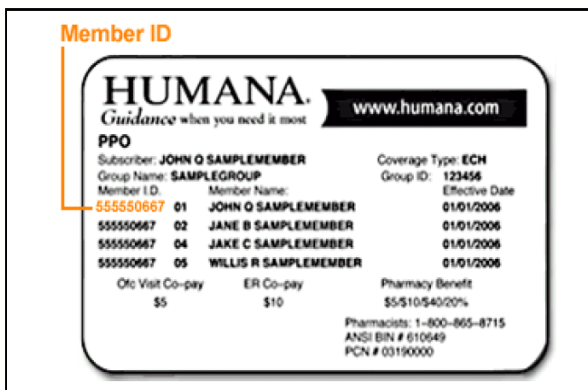 Member ID
HUMANA.
Guidance when you need it most
www.humana.com
PPO
Subscriber: JOHN Q SAMPLEMEMBER Coverage Type: ECH
Group Name: SAMPLEGROUP Group ID: 123456
Member I.D. Member Name: Effective Date
555550667 01 JOHN Q SAMPLEMEMBER 01/01/2006
555550667 02 JANE B SAMPLEMEMBER 01/01/2006
555550667 04 JAKE C SAMPLEMEMBER 01/01/2006
555550667 05 WILLIS R SAMPLEMEMBER 01/01/2006
Ofc Visit Co-pay ER Co-pay Pharmacy Benefit
$5 $10 $5/$10/$40/20%
Pharmacists: 1-800-865-8715
ANSI BIN # 610649
PCN # 03190000